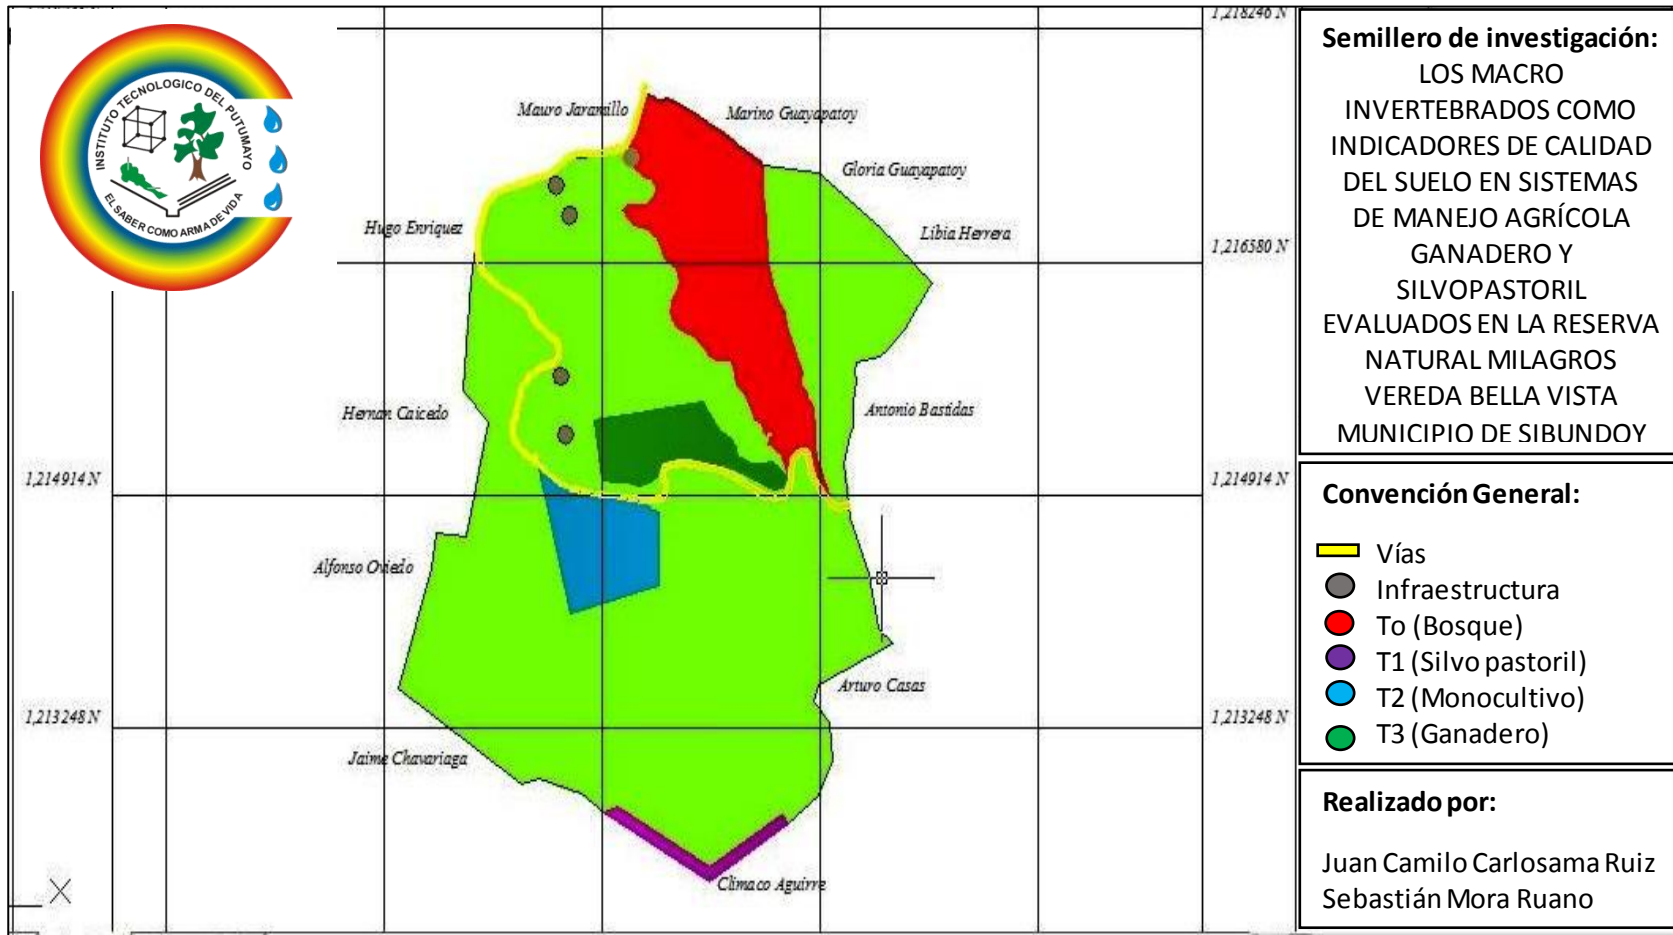 1,218246 N
INSTITUTO TECNOLOGICO DEL PUTUMAYO
EL SABER COMO ARMA DE VIDA
Mauro Jaramillo
Marino Guayapatoy
Gloria Guayapatoy
Hugo Enriquez
Libia Herrera
1,216580 N
Hernan Caicedo
Antonio Bastidas
1,214914 N
1,214914 N
Alfonso Oviedo
Arturo Casas
1,213248 N
1,213248 N
Jaime Chavariaga
Climaco Aguirre
X
Semillero de investigación:
LOS MACRO
INVERTEBRADOS COMO
INDICADORES DE CALIDAD
DEL SUELO EN SISTEMAS
DE MANEJO AGRÍCOLA
GANADERO Y
SILVOPASTORIL
EVALUADOS EN LA RESERVA
NATURAL MILAGROS
VEREDA BELLA VISTA
MUNICIPIO DE SIBUNDOY
Convención General:
Vías
Infraestructura
To (Bosque)
T1 (Silvo pastoril)
T2 (Monocultivo)
T3 (Ganadero)
Realizado por:
Juan Camilo Carlosama Ruiz
Sebastián Mora Ruano